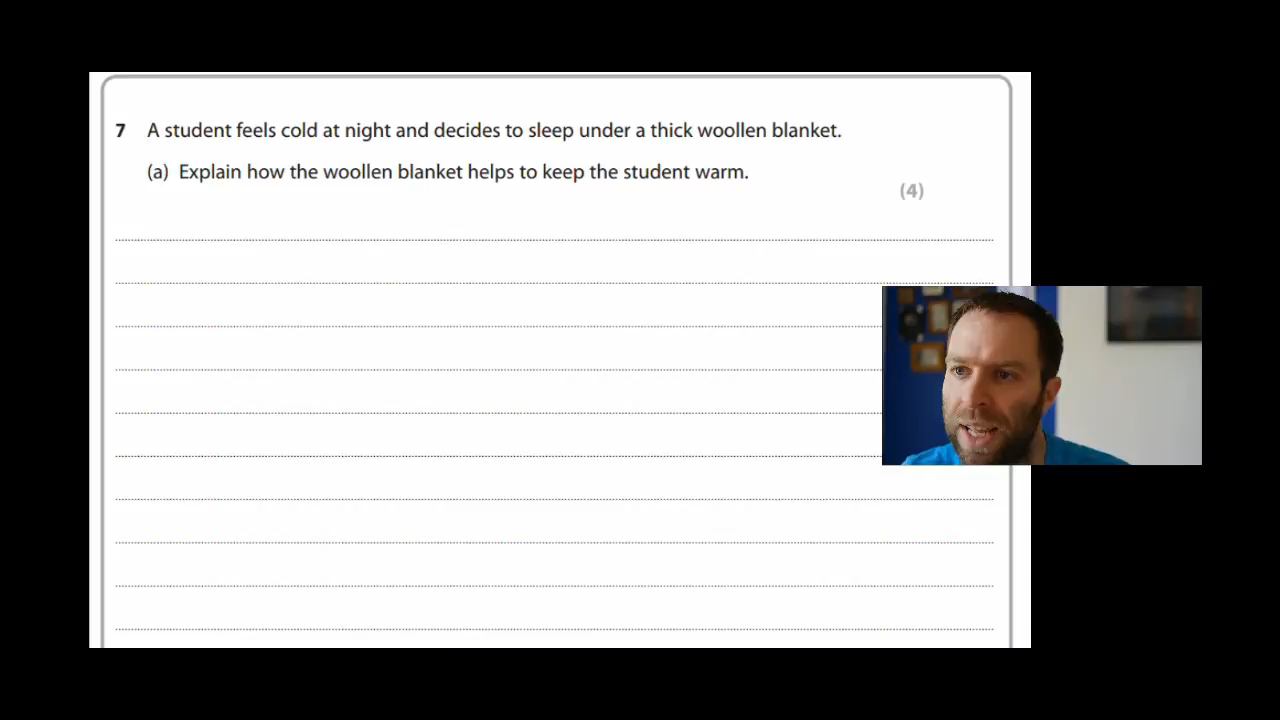 7 A student feels cold at night and decides to sleep under a thick woollen blanket.
(a) Explain how the woollen blanket helps to keep the student warm.
(4)